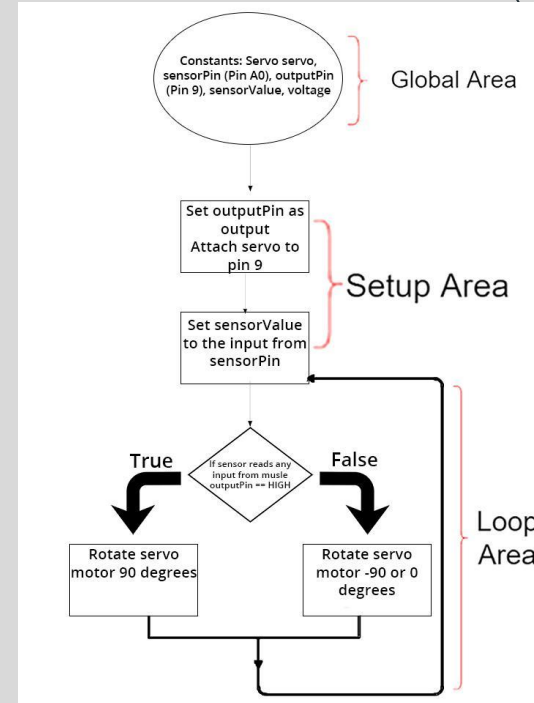 Constants: Servo servo,
sensorPin (Pin A0), outputPin
(Pin 9), sensorValue, voltage
Global Area
Set outputPin as
output
Attach servo to
pin 9
Setup Area
Set sensorValue
to the input from
sensorPin
True
If sensor reads any
input from musle
outputPin == HIGH
False
Rotate servo
motor 90 degrees
Rotate servo
motor -90 or 0
degrees
Loop
Area